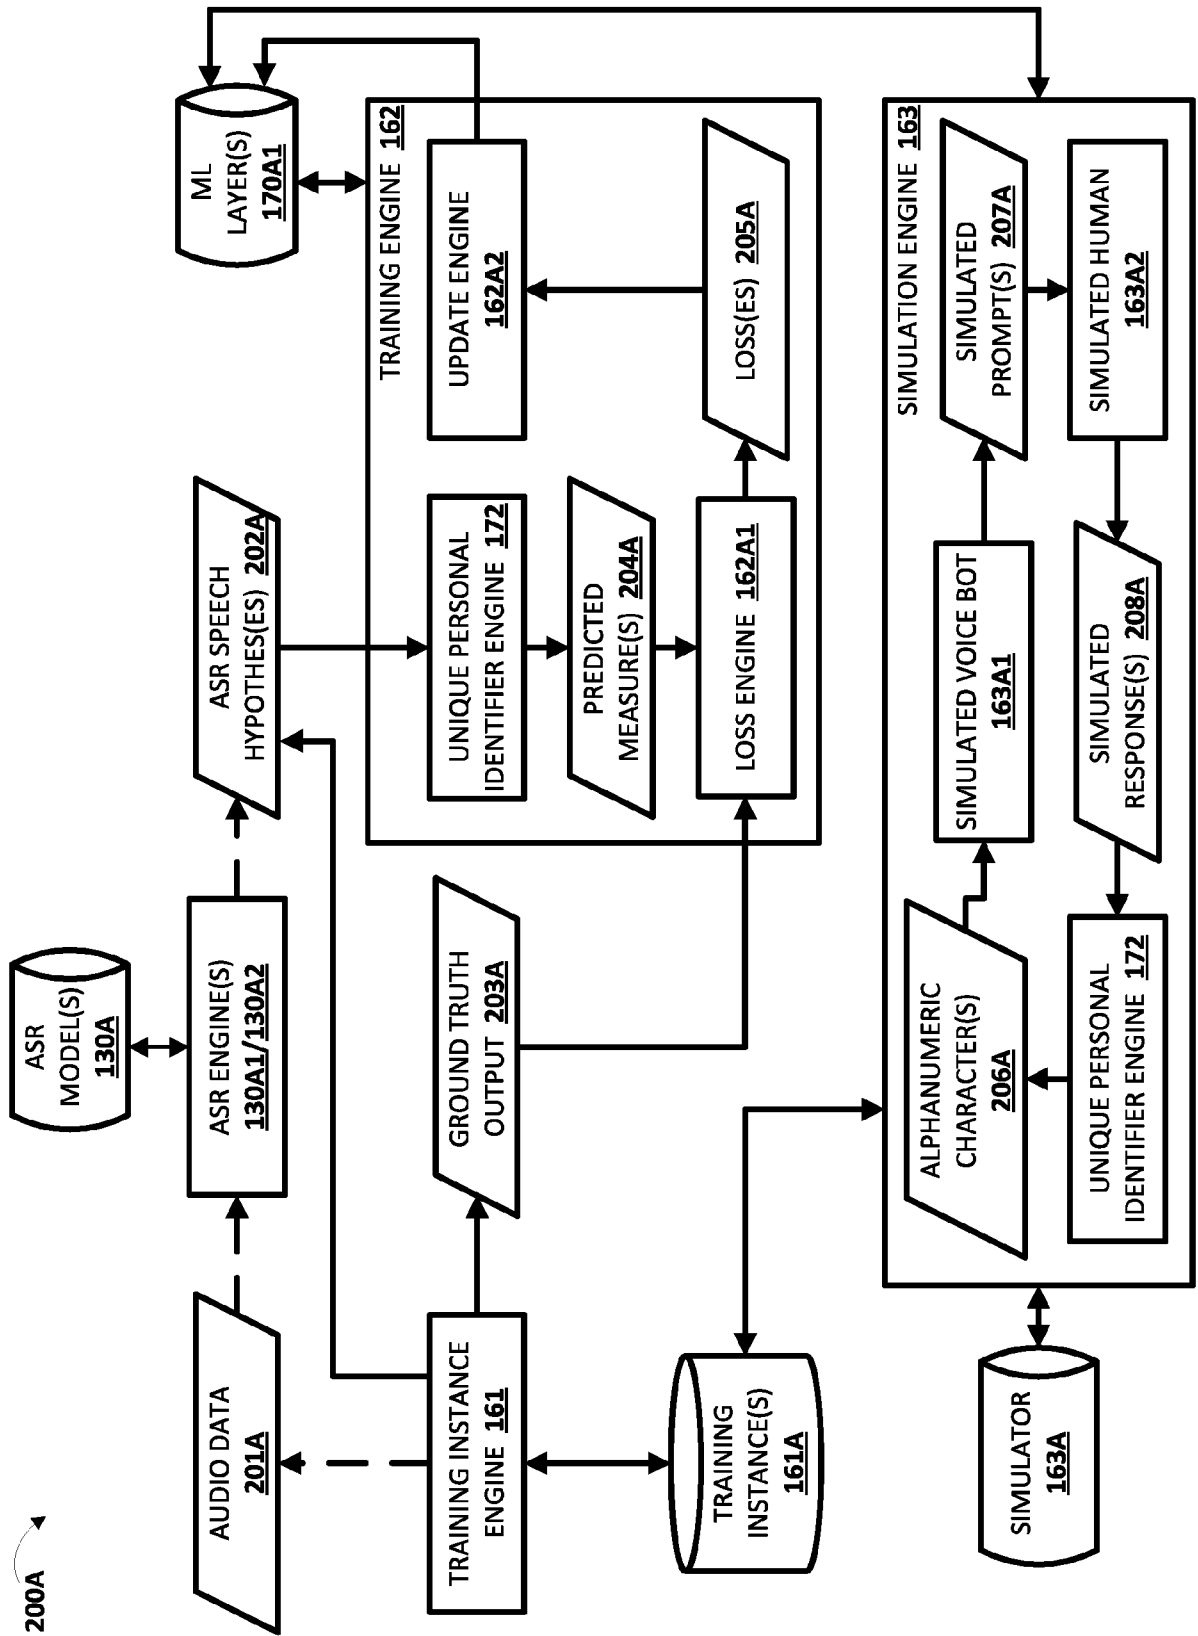 200A
AUDIO DATA
201A
ASR
MODEL(S)
130A
ASR ENGINE(S)
130A1/130A2
ASR SPEECH
HYPOTHES(ES) 202A
ML
LAYER(S)
170A1
TRAINING INSTANCE
ENGINE 161
GROUND TRUTH
OUTPUT 203A
TRAINING ENGINE 162
UNIQUE PERSONAL
IDENTIFIER ENGINE 172
UPDATE ENGINE
162A2
PREDICTED
MEASURE(S) 204A
LOSS ENGINE 162A1
LOSS(ES) 205A
TRAINING
INSTANCE(S)
161A
SIMULATOR
163A
SIMULATION ENGINE 163
ALPHANUMERIC
CHARACTER(S)
206A
SIMULATED VOICE BOT
163A1
SIMULATED
PROMPT(S) 207A
UNIQUE PERSONAL
IDENTIFIER ENGINE 172
SIMULATED
RESPONSE(S) 208A
SIMULATED HUMAN
163A2